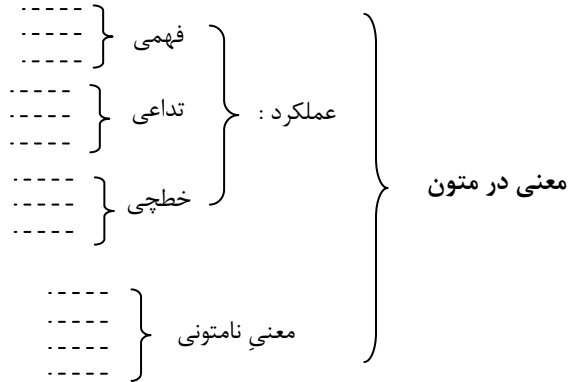 معنی در متون
عملکرد :
فهمی
تداعی
خطچی
معنیِ نامتونی